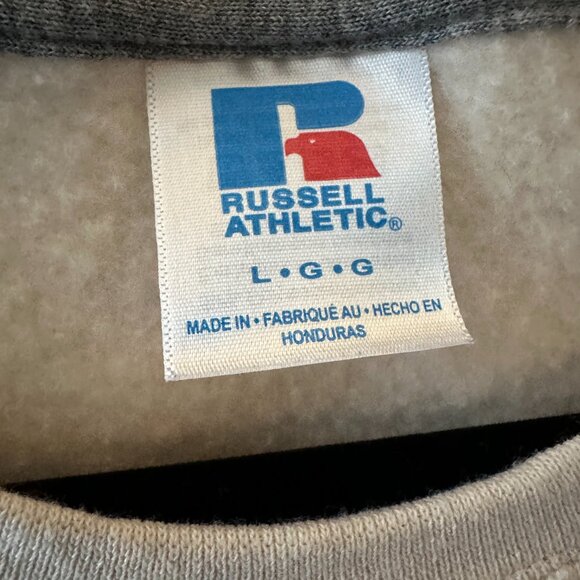 RUSSELL
ATHLETIC®
L • G • G
MADE IN • FABRIQUÉ AU • HECHO EN
HONDURAS